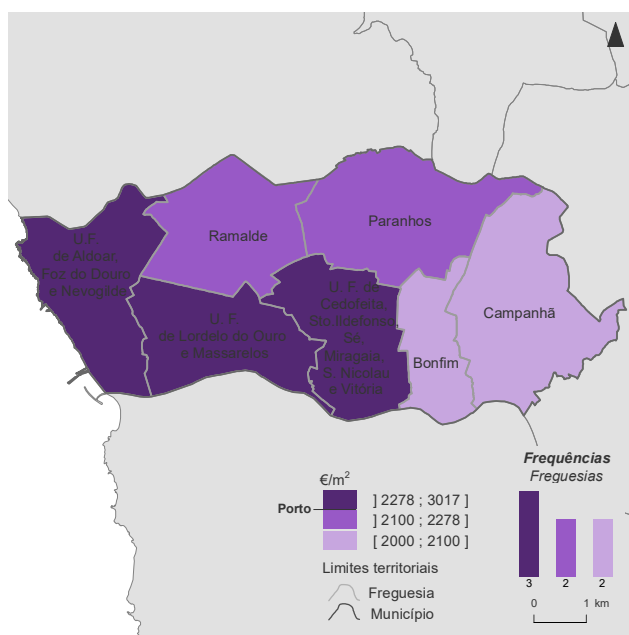 Ramalde
Paranhos
U.F.
de Aldoar,
Foz do Douro
e Nevogilde
U. F.
de Lordelo do Ouro
e Massarelos
U. F. de
Cedofeita,
Sto Ildefonso,
Sé,
Miragaia,
S. Nicolau
e Vitória
Bonfim
Campanhã
€/m²
Porto
] 2278 ; 3017 ]
] 2100 ; 2278 ]
[ 2000 ; 2100 ]
Limites territoriais
Freguesia
Município
Frequências
Freguesias
3 2 2
0 1 km